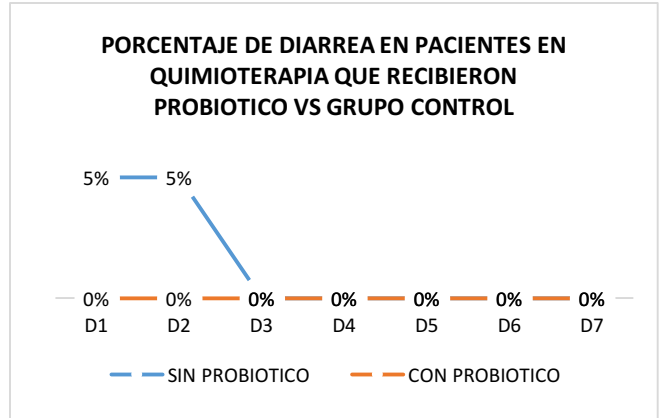 PORCENTAJE DE DIARREA EN PACIENTES EN
QUIMIOTERAPIA QUE RECIBIERON
PROBIOTICO VS GRUPO CONTROL
5% 5%
0% 0% 0% 0% 0% 0% 0%
D1 D2 D3 D4 D5 D6 D7
SIN PROBIOTICO CON PROBIOTICO